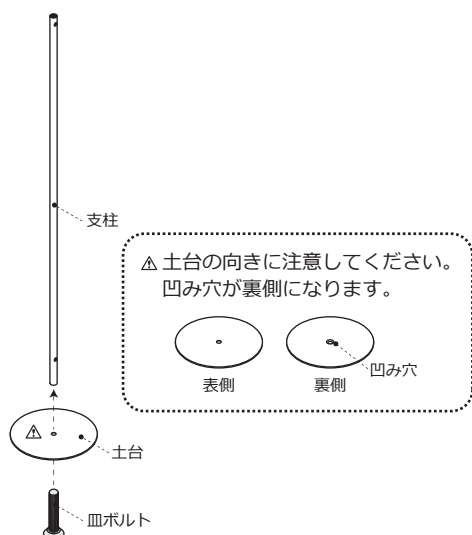 支柱
⚠ 土台の向きに注意してください。
凹み穴が裏側になります。
凹み穴
表側
裏側
土台
皿ボルト